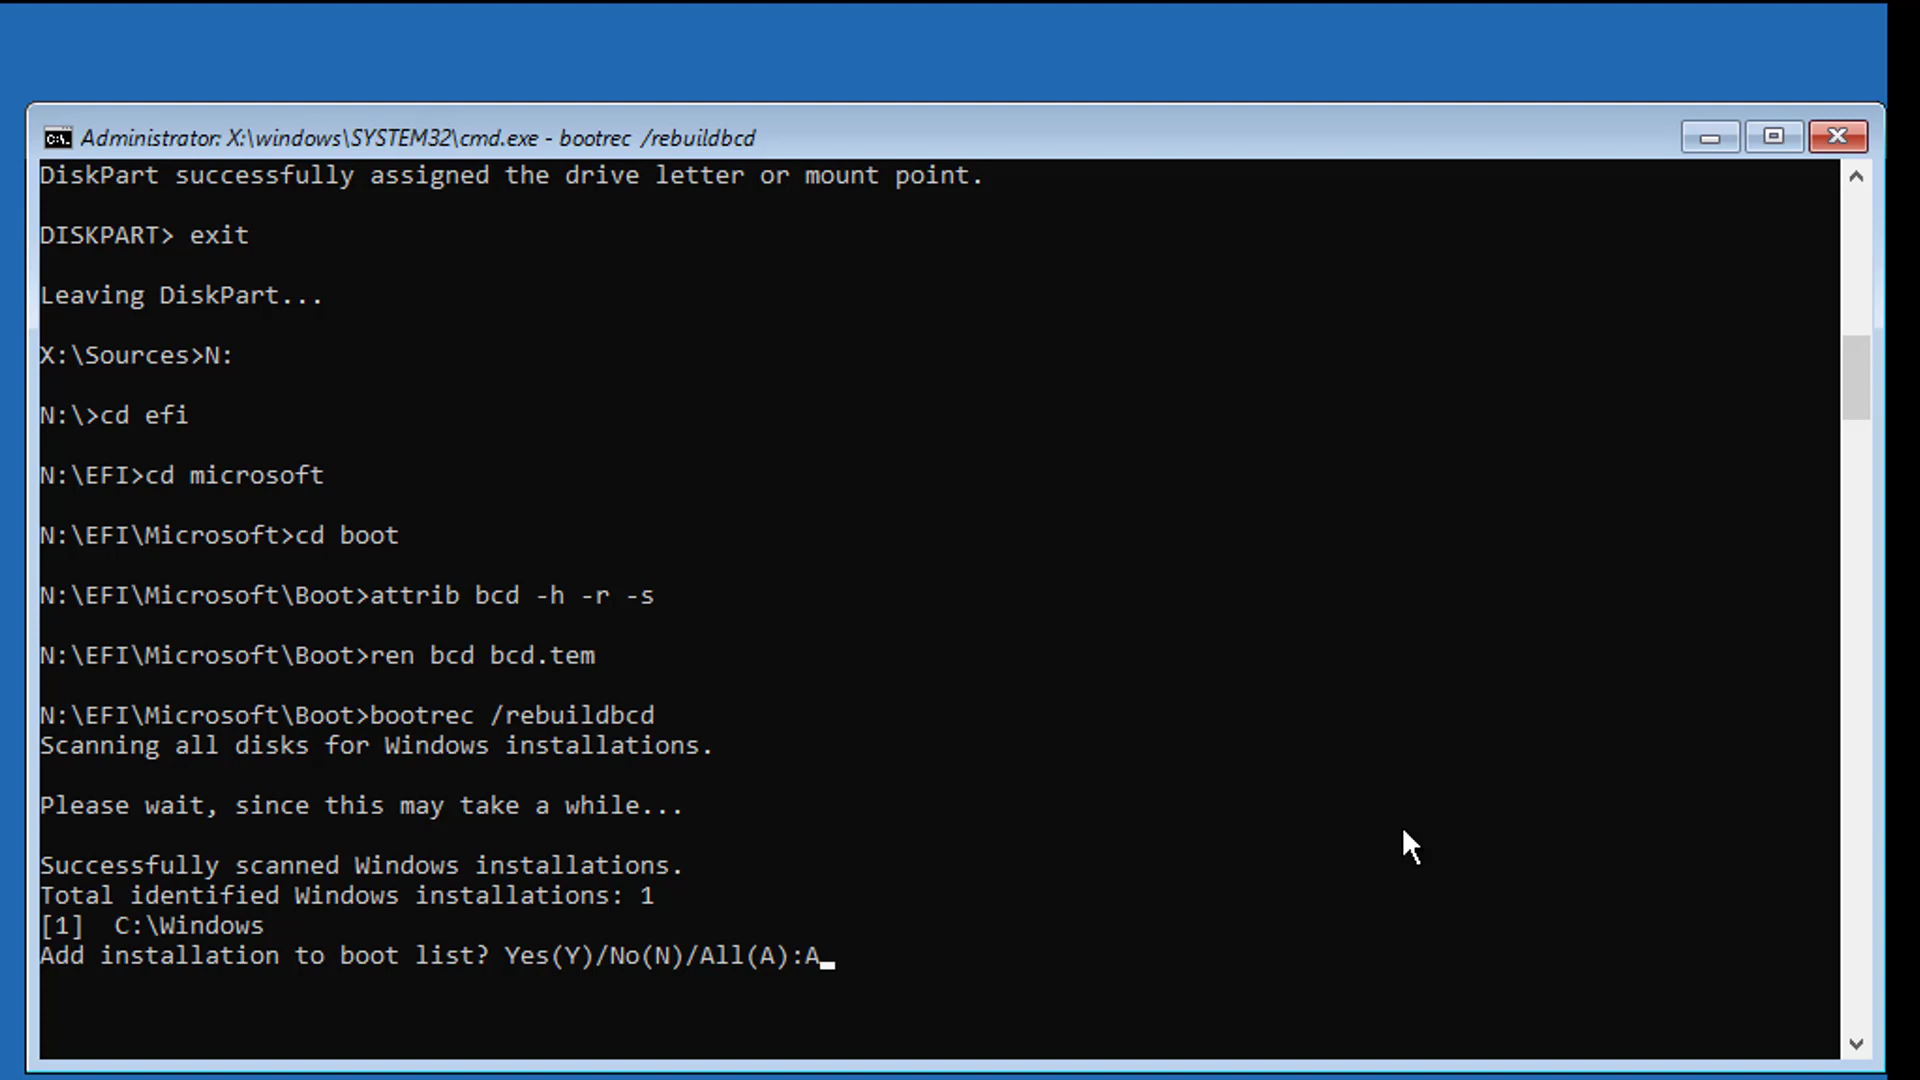 Administrator: X:\windows\SYSTEM32\cmd.exe - bootrec /rebuildbcd
DiskPart successfully assigned the drive letter or mount point.
DISKPART> exit
Leaving DiskPart...
X:\Sources>N:
N:\>cd efi
N:\EFI>cd microsoft
N:\EFI\Microsoft>cd boot
N:\EFI\Microsoft\Boot>attrib bcd -h -r -s
N:\EFI\Microsoft\Boot>ren bcd bcd.tem
N:\EFI\Microsoft\Boot>bootrec /rebuildbcd
Scanning all disks for Windows installations.
Please wait, since this may take a while...
Successfully scanned Windows installations.
Total identified Windows installations: 1
[1]  C:\Windows
Add installation to boot list? Yes(Y)/No(N)/All(A):A